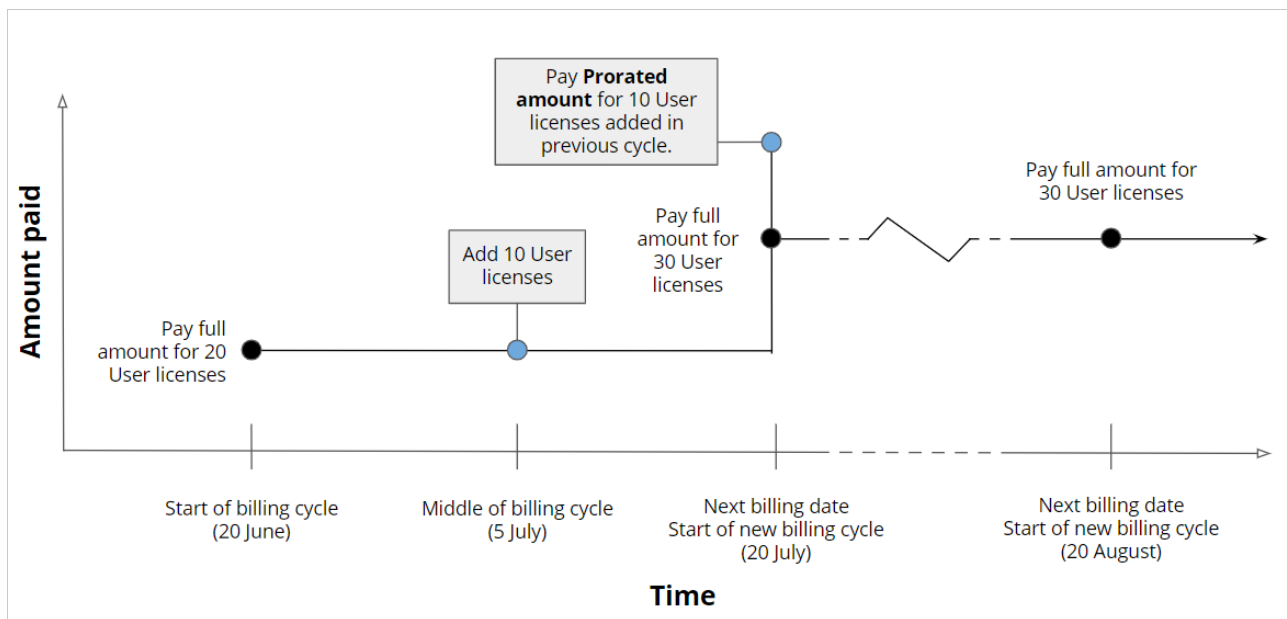 Pay Prorated
amount for 10 User
licenses added in
previous cycle.
Pay full amount for
30 User licenses
Pay full
amount for
30 User
licenses
Add 10 User
licenses
Amount paid
Pay full
amount for 20
User licenses
Start of billing cycle
(20 June)
Middle of billing cycle
(5 July)
Next billing date
Start of new billing cycle
(20 July)
Next billing date
Start of new billing cycle
(20 August)
Time